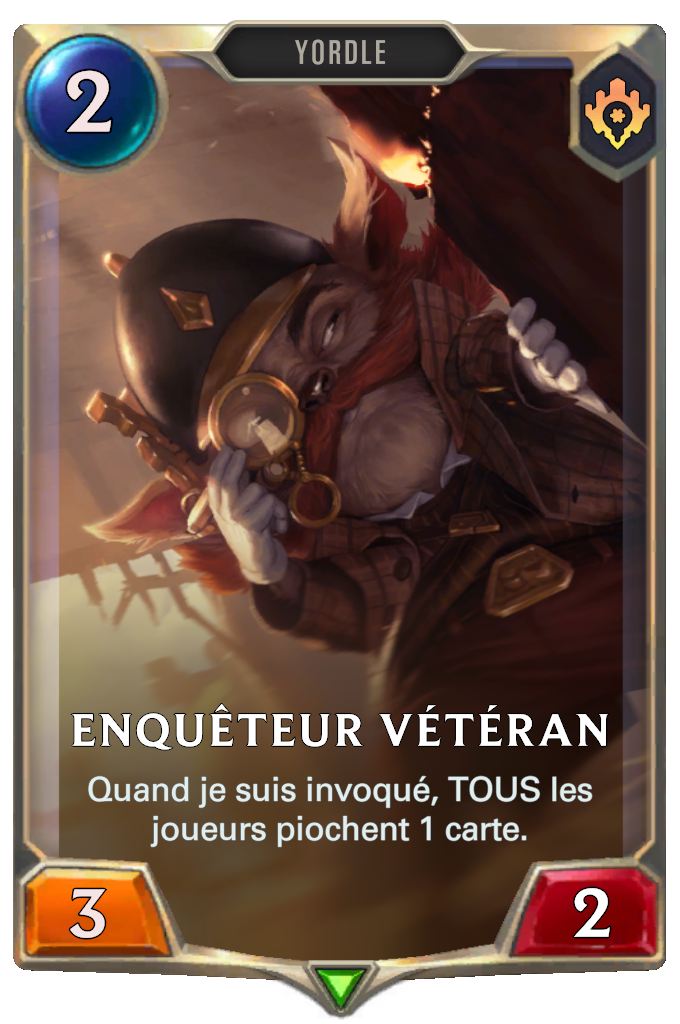 YORDLE
2
ENQUÊTEUR VÉTÉRAN
Quand je suis invoqué, TOUS les
joueurs piochent 1 carte.
3
2